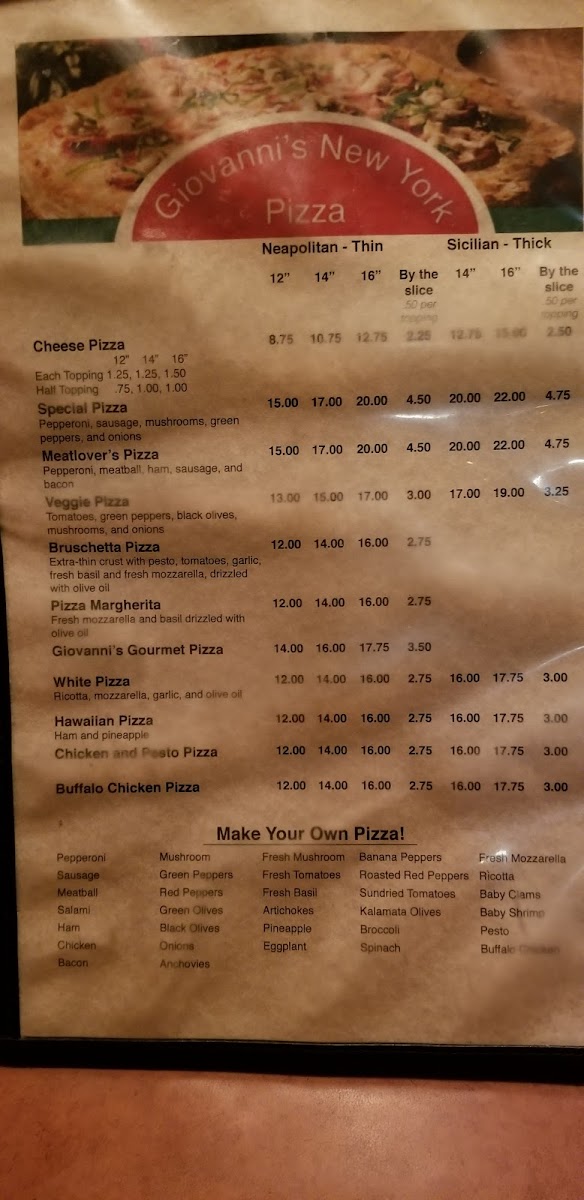 Giovanni's New York
Pizza
Neapolitan - Thin Sicilian - Thick
12" 14" 16" By the slice 14" 16" By the slice
.50 per topping .50 per topping
Cheese Pizza 8.75 10.75 12.75 2.25 12.75 15.00 2.50
12" 14" 16"
Each Topping 1.25, 1.25, 1.50
Half Topping .75, 1.00, 1.00
Special Pizza 15.00 17.00 20.00 4.50 20.00 22.00 4.75
Pepperoni, sausage, mushrooms, green
peppers, and onions
Meatlover's Pizza 15.00 17.00 20.00 4.50 20.00 22.00 4.75
Pepperoni, meatball, ham, sausage, and
bacon
Veggie Pizza 13.00 15.00 17.00 3.00 17.00 19.00 3.25
Tomatoes, green peppers, black olives,
mushrooms, and onions
Bruschetta Pizza 12.00 14.00 16.00 2.75
Extra-thin crust with pesto, tomatoes, garlic,
fresh basil and fresh mozzarella, drizzled
with olive oil
Pizza Margherita 12.00 14.00 16.00 2.75
Fresh mozzarella and basil drizzled with
olive oil
Giovanni's Gourmet Pizza 14.00 16.00 17.75 3.50
White Pizza 12.00 14.00 16.00 2.75 16.00 17.75 3.00
Ricotta, mozzarella, garlic, and olive oil
Hawaiian Pizza 12.00 14.00 16.00 2.75 16.00 17.75 3.00
Ham and pineapple
Chicken and Pesto Pizza 12.00 14.00 16.00 2.75 16.00 17.75 3.00
Buffalo Chicken Pizza 12.00 14.00 16.00 2.75 16.00 17.75 3.00
Make Your Own Pizza!
Pepperoni Mushroom Fresh Mushroom Banana Peppers Fresh Mozzarella
Sausage Green Peppers Fresh Tomatoes Roasted Red Peppers Ricotta
Meatball Red Peppers Fresh Basil Sundried Tomatoes Baby Clams
Salami Green Olives Artichokes Kalamata Olives Baby Shrimp
Ham Black Olives Pineapple Broccoli Pesto
Chicken Onions Eggplant Spinach Buffalo Chicken
Bacon Anchovies